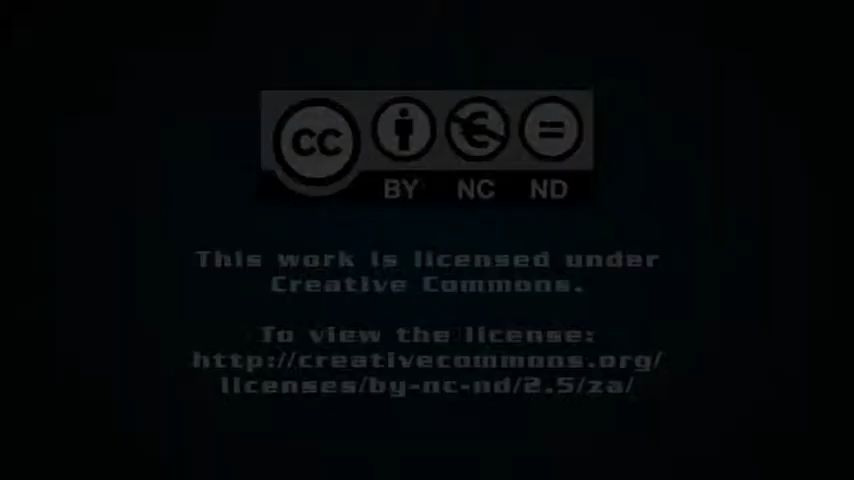 CC
BY NC ND
This work is licensed under
Creative Commons.
To view the license:
http://creativecommons.org/
licenses/by-nc-nd/2.5/za/